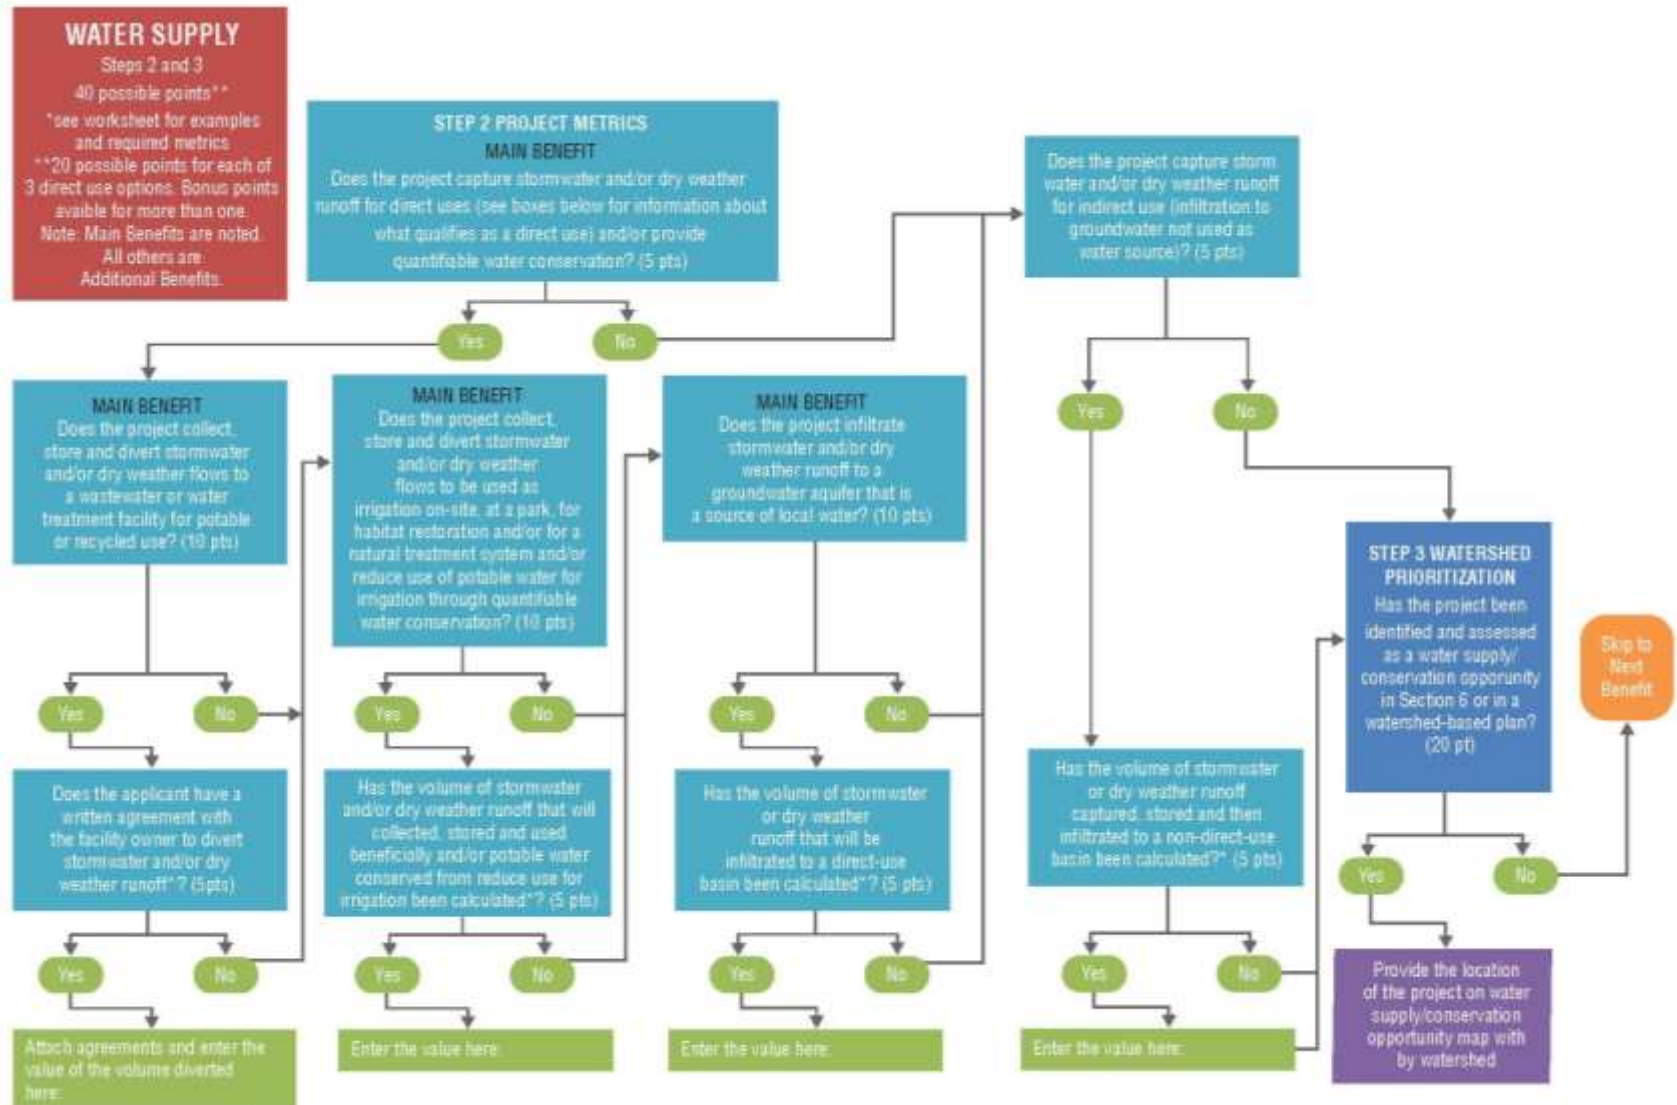 WATER SUPPLY
Steps 2 and 3
40 possible points**
*see worksheet for examples
and required metrics
**20 possible points for each of
3 direct use options. Bonus points
avaible for more than one.
Note: Main Benefits are noted.
All others are
Additional Benefits.
STEP 2 PROJECT METRICS
MAIN BENEFIT
Does the project capture stormwater and/or dry weather
runoff for direct uses (see boxes below for information about
what qualifies as a direct use) and/or provide
quantifiable water conservation? (5 pts)
Yes
No
Does the project capture storm
water and/or dry weather runoff
for indirect use (infiltration to
groundwater not used as
water source)? (5 pts)
Yes
No
MAIN BENEFIT
Does the project collect,
store and divert stormwater
and/or dry weather flows to
a wastewater or water
treatment facility for potable
or recycled use? (10 pts)
Yes
No
Does the applicant have a
written agreement with
the facility owner to divert
stormwater and/or dry
weather runoff*? (5pts)
Yes
No
Attach agreements and enter the
value of the volume diverted
here:
MAIN BENEFIT
Does the project collect,
store and divert stormwater
and/or dry weather
flows to be used as
irrigation on-site, at a park, for
habitat restoration and/or for a
natural treatment system and/or
reduce use of potable water for
irrigation through quantifiable
water conservation? (10 pts)
Yes
No
Has the volume of stormwater
and/or dry weather runoff that will
collected, stored and used
beneficially and/or potable water
conserved from reduce use for
irrigation been calculated*? (5 pts)
Yes
No
Enter the value here:
MAIN BENEFIT
Does the project infiltrate
stormwater and/or dry
weather runoff to a
groundwater aquifer that is
a source of local water? (10 pts)
Yes
No
Has the volume of stormwater
or dry weather
runoff that will be
infiltrated to a direct-use
basin been calculated*? (5 pts)
Yes
No
Enter the value here:
Has the volume of stormwater
or dry weather runoff
captured, stored and then
infiltrated to a non-direct-use
basin been calculated?* (5 pts)
Yes
No
Enter the value here:
STEP 3 WATERSHED
PRIORITIZATION
Has the project been
identified and assessed
as a water supply/
conservation opporunity
in Section 6 or in a
watershed-based plan?
(20 pt)
Yes
No
Skip to
Next
Benefit
Provide the location
of the project on water
supply/conservation
opportunity map with
by watershed